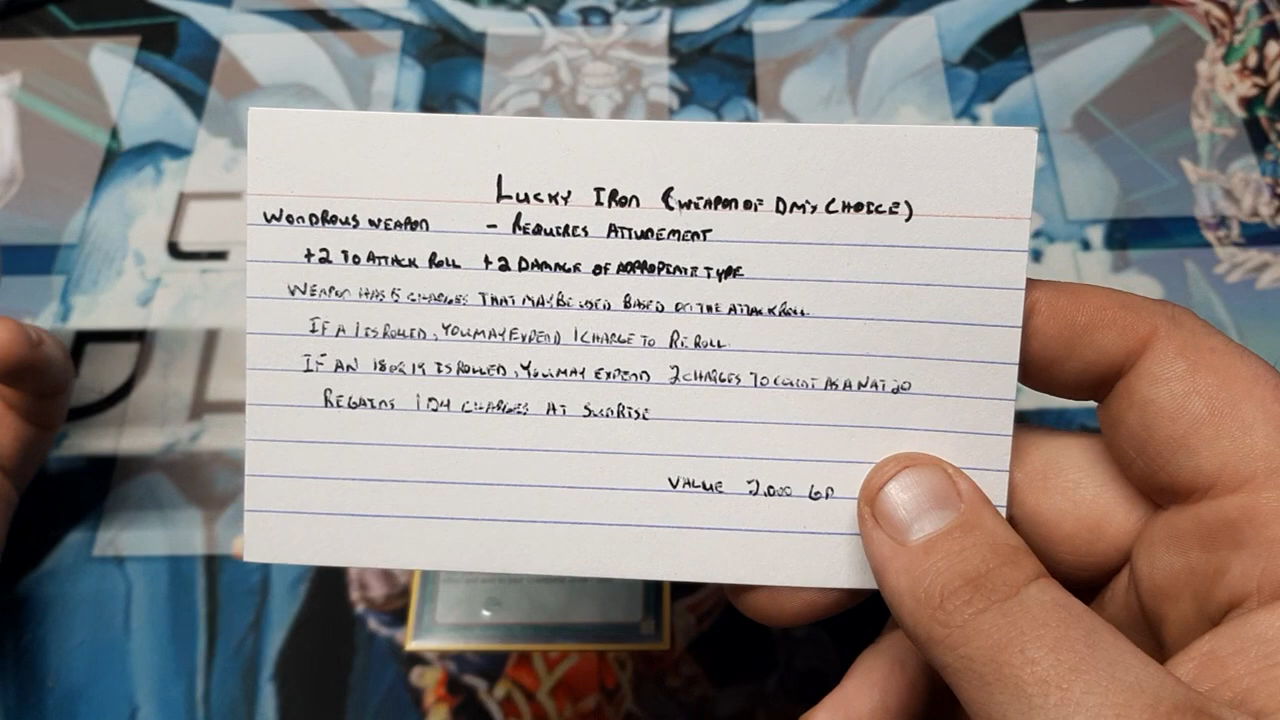 LUCKY IRON (WEAPON OF DM'S CHOICE)
WONDROUS WEAPON - REQUIRES ATTUNEMENT
+2 TO ATTACK ROLL +2 DAMAGE OF APPROPRIATE TYPE
WEAPON HAS 5 CHARGES THAT MAY BE USED BASED ON THE ATTACK ROLL.
IF A 1 IS ROLLED, YOU MAY EXPEND 1 CHARGE TO REROLL.
IF AN 18 OR 19 IS ROLLED, YOU MAY EXPEND 2 CHARGES TO COUNT AS A NAT 20
REGAINS 1D4 CHARGES AT SUNRISE
VALUE 2,000 GP